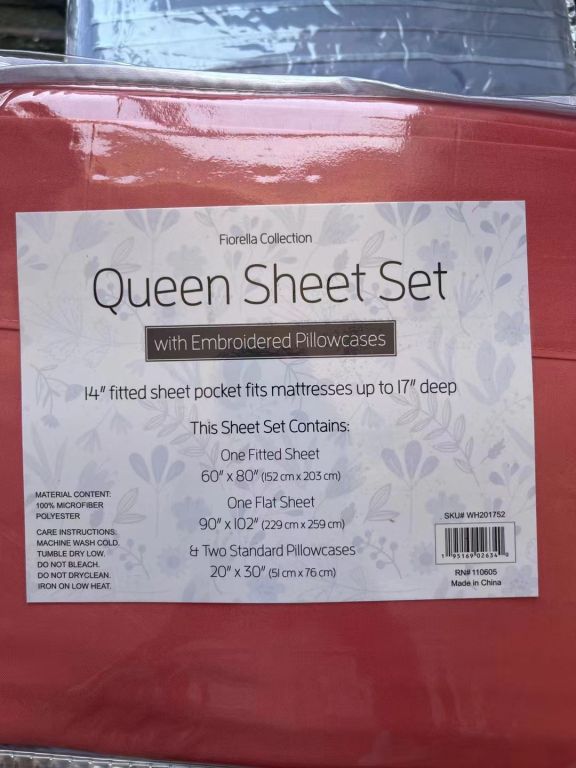 Fiorella Collection
Queen Sheet Set
with Embroidered Pillowcases
14" fitted sheet pocket fits mattresses up to 17" deep
This Sheet Set Contains:
One Fitted Sheet
60" x 80" (152 cm x 203 cm)
One Flat Sheet
90" x 102" (229 cm x 259 cm)
& Two Standard Pillowcases
20" x 30" (51 cm x 76 cm)
MATERIAL CONTENT:
100% MICROFIBER
POLYESTER
CARE INSTRUCTIONS:
MACHINE WASH COLD.
TUMBLE DRY LOW.
DO NOT BLEACH.
DO NOT DRYCLEAN.
IRON ON LOW HEAT.
SKU# WH201752
1 95169 02634 0
RN# 110605
Made in China